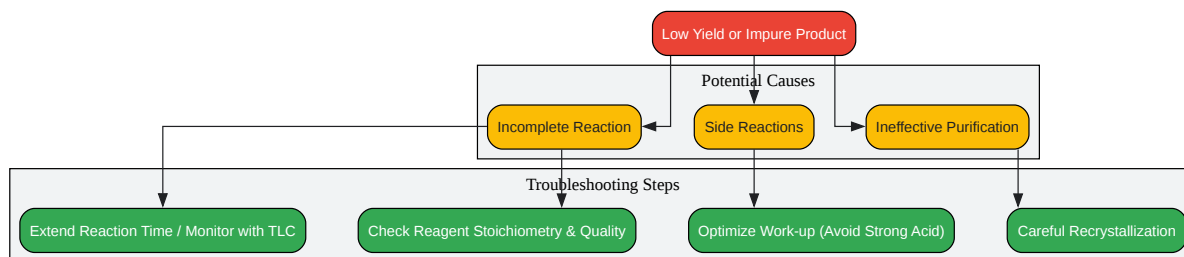 Low Yield or Impure Product
Potential Causes
Incomplete Reaction
Side Reactions
Ineffective Purification
Troubleshooting Steps
Extend Reaction Time / Monitor with TLC
Check Reagent Stoichiometry & Quality
Optimize Work-up (Avoid Strong Acid)
Careful Recrystallization